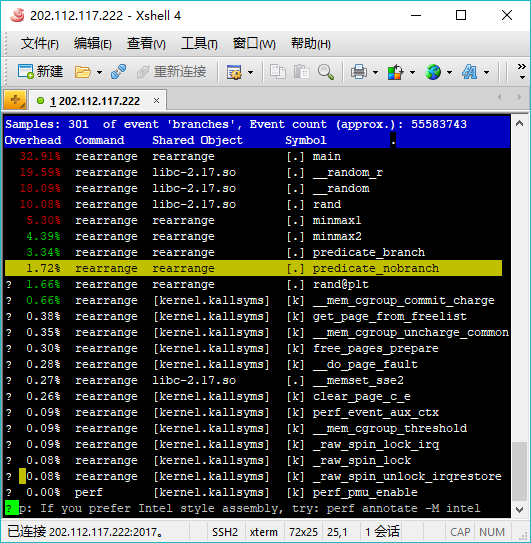 202.112.117.222 - Xshell 4
文件(F) 编辑(E) 查看(V) 工具(T) 窗口(W) 帮助(H)
新建 重新连接
1 202.112.117.222
Samples: 301  of event 'branches', Event count (approx.): 55583743
Overhead  Command    Shared Object      Symbol         .
32.91%  rearrange  rearrange          [.] main
19.59%  rearrange  libc-2.17.so       [.] __random_r
18.09%  rearrange  libc-2.17.so       [.] __random
10.08%  rearrange  libc-2.17.so       [.] rand
5.30%  rearrange  rearrange          [.] minmax1
4.39%  rearrange  rearrange          [.] minmax2
3.34%  rearrange  rearrange          [.] predicate_branch
1.72%  rearrange  rearrange          [.] predicate_nobranch
? 1.66%  rearrange  rearrange          [.] rand@plt
? 0.66%  rearrange  [kernel.kallsyms]  [k] __mem_cgroup_commit_charge
? 0.38%  rearrange  [kernel.kallsyms]  [k] get_page_from_freelist
? 0.35%  rearrange  [kernel.kallsyms]  [k] __mem_cgroup_uncharge_common
? 0.30%  rearrange  [kernel.kallsyms]  [k] free_pages_prepare
? 0.28%  rearrange  [kernel.kallsyms]  [k] __do_page_fault
? 0.27%  rearrange  libc-2.17.so       [.] __memset_sse2
? 0.26%  rearrange  [kernel.kallsyms]  [k] clear_page_c_e
? 0.09%  rearrange  [kernel.kallsyms]  [k] perf_event_aux_ctx
? 0.09%  rearrange  [kernel.kallsyms]  [k] __mem_cgroup_threshold
? 0.09%  rearrange  [kernel.kallsyms]  [k] _raw_spin_lock_irq
? 0.08%  rearrange  [kernel.kallsyms]  [k] _raw_spin_lock
? 0.08%  rearrange  [kernel.kallsyms]  [k] _raw_spin_unlock_irqrestore
? 0.00%  perf       [kernel.kallsyms]  [k] perf_pmu_enable
? p: If you prefer Intel style assembly, try: perf annotate -M intel
已连接 202.112.117.222:2017。 SSH2 xterm 72x25 25,1 1 会话 CAP NUM